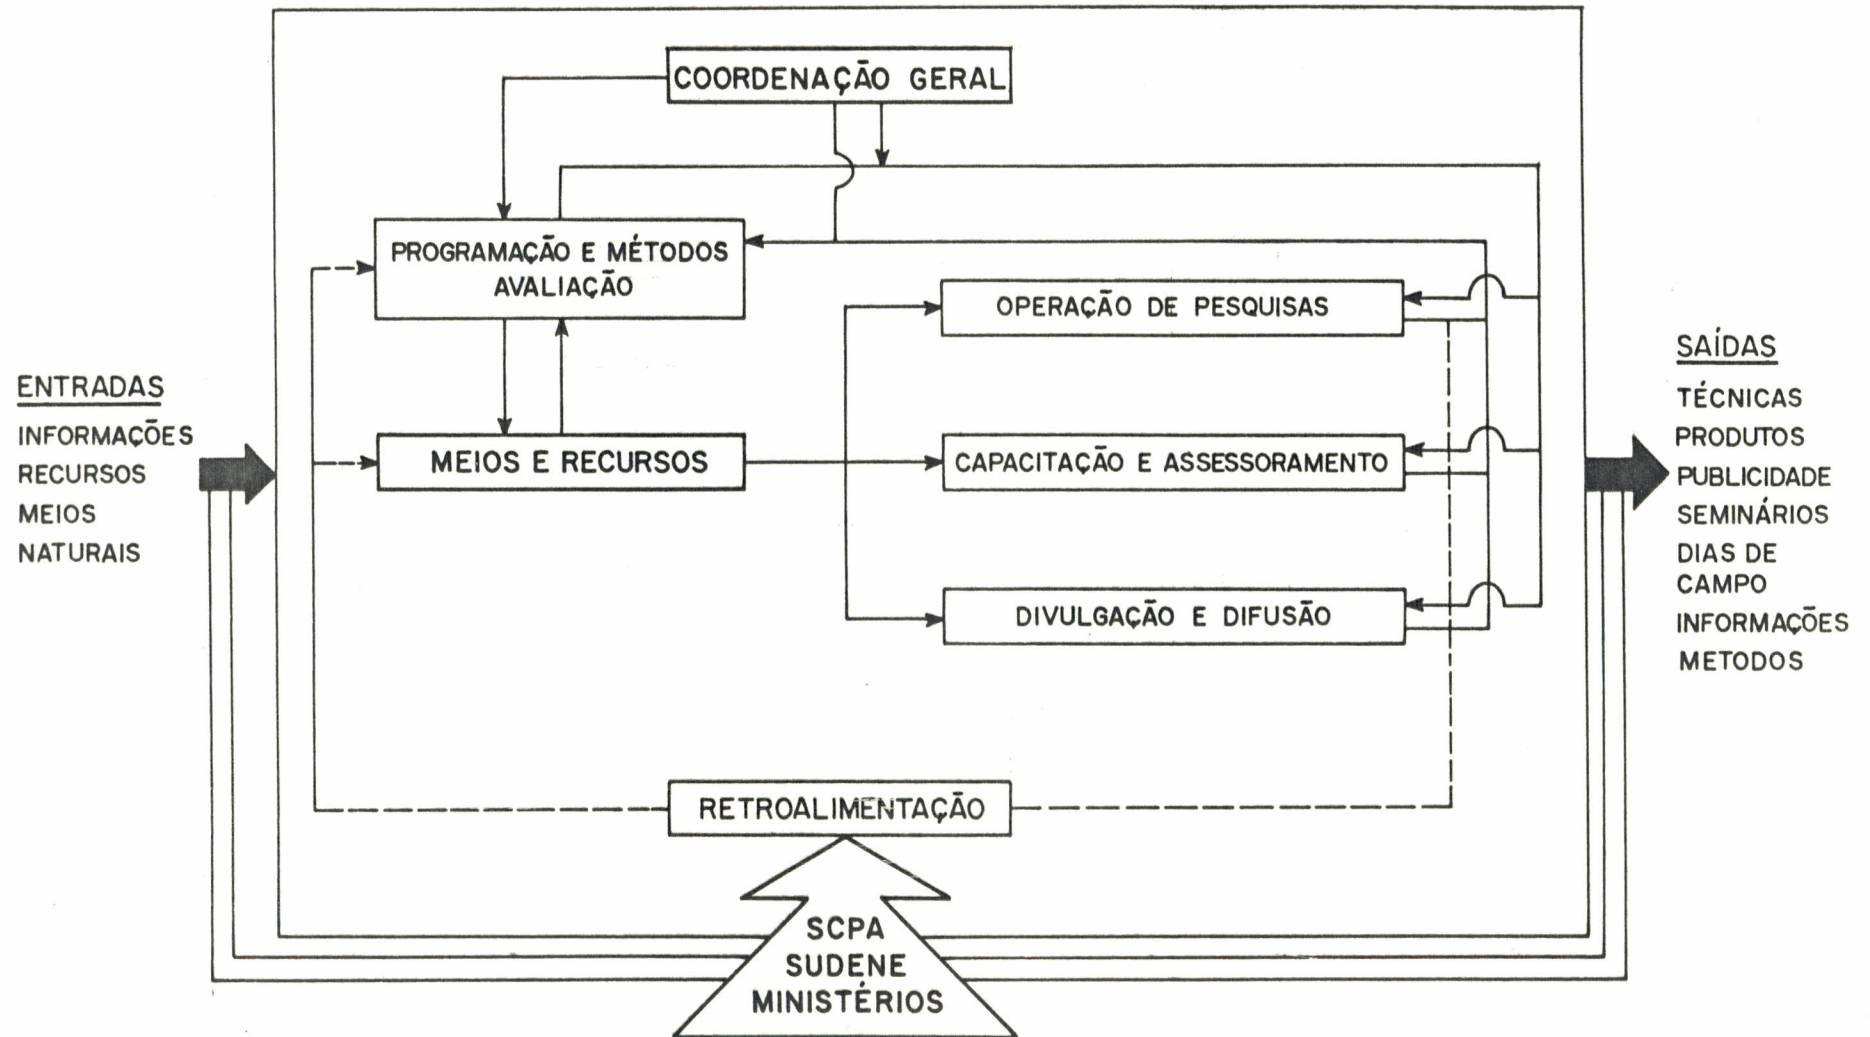 COORDENAÇÃO GERAL
PROGRAMAÇÃO E MÉTODOS
AVALIAÇÃO
OPERAÇÃO DE PESQUISAS
MEIOS E RECURSOS
CAPACITAÇÃO E ASSESSORAMENTO
DIVULGAÇÃO E DIFUSÃO
RETROALIMENTAÇÃO
SCPA
SUDENE
MINISTÉRIOS
ENTRADAS
INFORMAÇÕES
RECURSOS
MEIOS
NATURAIS
SAÍDAS
TÉCNICAS
PRODUTOS
PUBLICIDADE
SEMINÁRIOS
DIAS DE
CAMPO
INFORMAÇÕES
METODOS